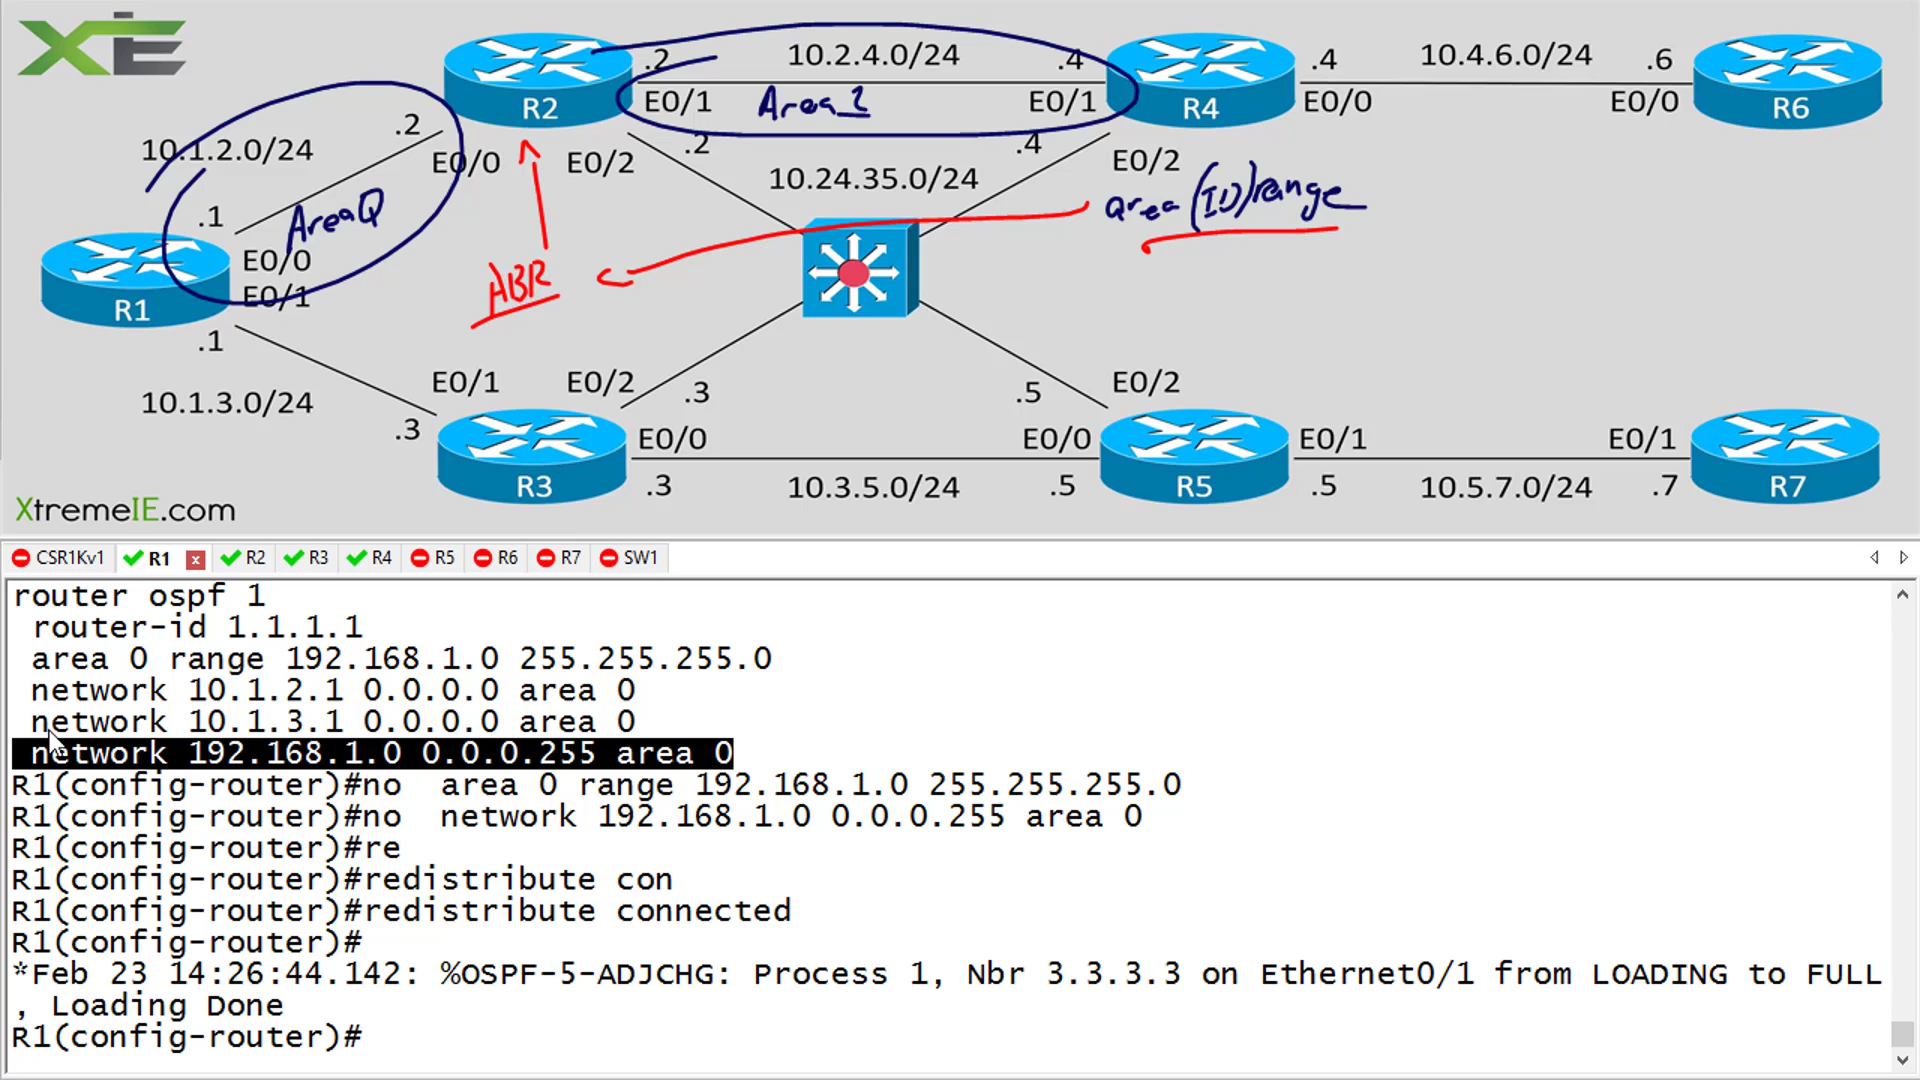 XIE
.2
10.2.4.0/24
.4
.4
10.4.6.0/24
.6
E0/1
Area 1
E0/1
E0/0
E0/0
R2
R4
R6
10.1.2.0/24
.2
E0/0
E0/2
.2
.4
E0/2
10.24.35.0/24
area (ID) range
.1
Area 0
E0/0
ABR
E0/1
R1
.1
10.1.3.0/24
E0/1
E0/2
.3
.5
E0/2
.3
E0/0
E0/0
E0/1
E0/1
R3
.3
10.3.5.0/24
.5
R5
.5
10.5.7.0/24
.7
R7
XtremeIE.com
CSR1Kv1 R1 x R2 R3 R4 R5 R6 R7 SW1
router ospf 1
router-id 1.1.1.1
area 0 range 192.168.1.0 255.255.255.0
network 10.1.2.1 0.0.0.0 area 0
network 10.1.3.1 0.0.0.0 area 0
network 192.168.1.0 0.0.0.255 area 0
R1(config-router)#no  area 0 range 192.168.1.0 255.255.255.0
R1(config-router)#no  network 192.168.1.0 0.0.0.255 area 0
R1(config-router)#re
R1(config-router)#redistribute con
R1(config-router)#redistribute connected
R1(config-router)#
*Feb 23 14:26:44.142: %OSPF-5-ADJCHG: Process 1, Nbr 3.3.3.3 on Ethernet0/1 from LOADING to FULL
, Loading Done
R1(config-router)#